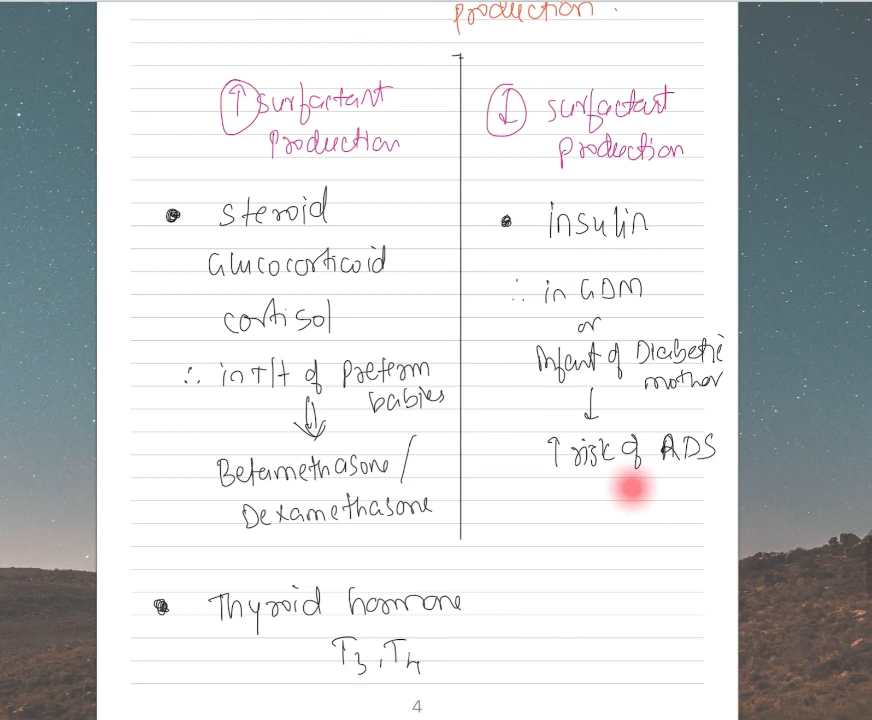 production.
↑ surfactant
production
• steroid
Glucocorticoid
cortisol
∴ in T/t of Preterm
babies
⇓
Betamethasone /
Dexamethasone
• Thyroid hormone
T3, T4
↓ surfactant
production
• insulin
∴ in GDM
or
Infant of Diabetic
mother
↓
↑ risk of RDS
4